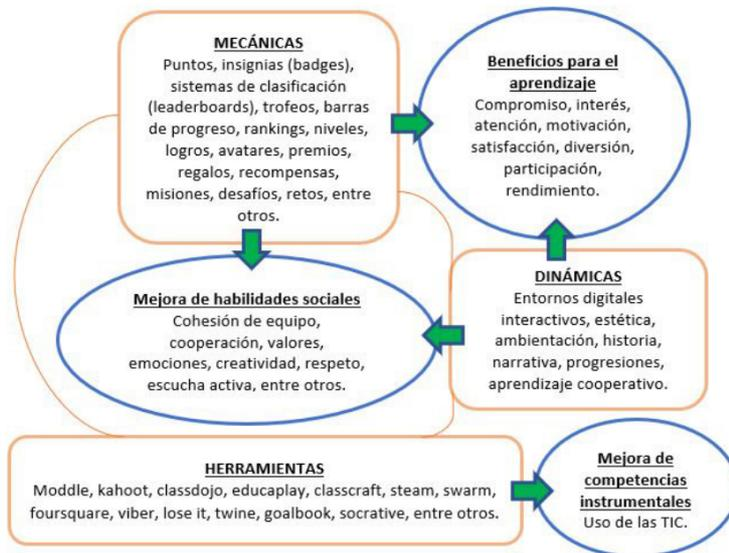 MECÁNICAS
Puntos, insignias (badges),
sistemas de clasificación
(leaderboards), trofeos, barras
de progreso, rankings, niveles,
logros, avatares, premios,
regalos, recompensas,
misiones, desafíos, retos, entre
otros.
Beneficios para el
aprendizaje
Compromiso, interés,
atención, motivación,
satisfacción, diversión,
participación,
rendimiento.
Mejora de habilidades sociales
Cohesión de equipo,
cooperación, valores,
emociones, creatividad, respeto,
escucha activa, entre otros.
DINÁMICAS
Entornos digitales
interactivos, estética,
ambientación, historia,
narrativa, progresiones,
aprendizaje cooperativo.
HERRAMIENTAS
Moddle, kahoot, classdojo, educaplay, classcraft, steam, swarm,
foursquare, viber, lose it, twine, goalbook, socrative, entre otros.
Mejora de
competencias
instrumentales
Uso de las TIC.